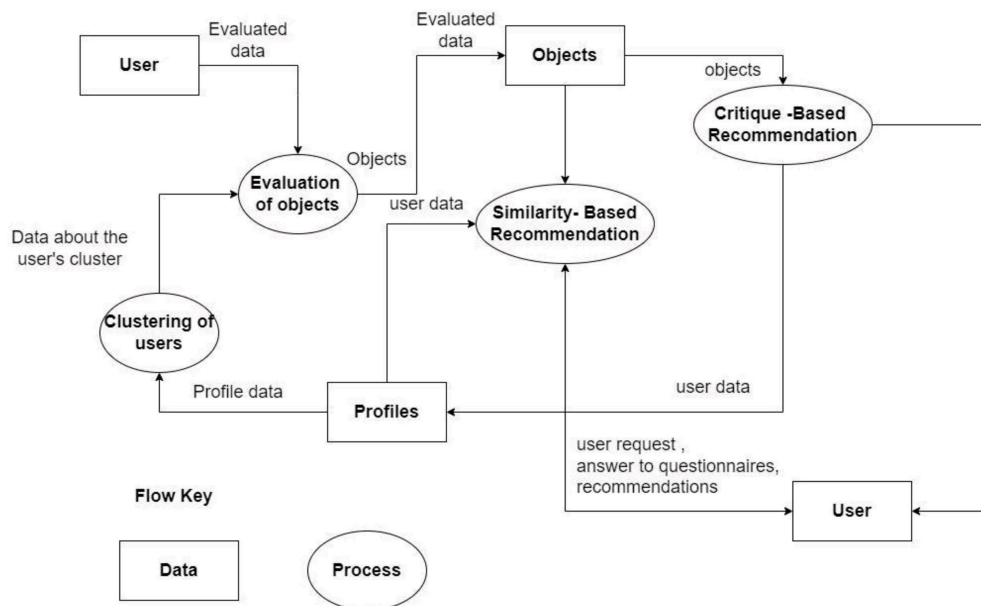 Evaluated
data
User
Evaluated
data
Objects
objects
Critique -Based
Recommendation
Objects
Evaluation
of objects
user data
Similarity- Based
Recommendation
Data about the
user's cluster
Clustering of
users
Profile data
Profiles
user data
user request ,
answer to questionnaires,
recommendations
User
Flow Key
Data
Process